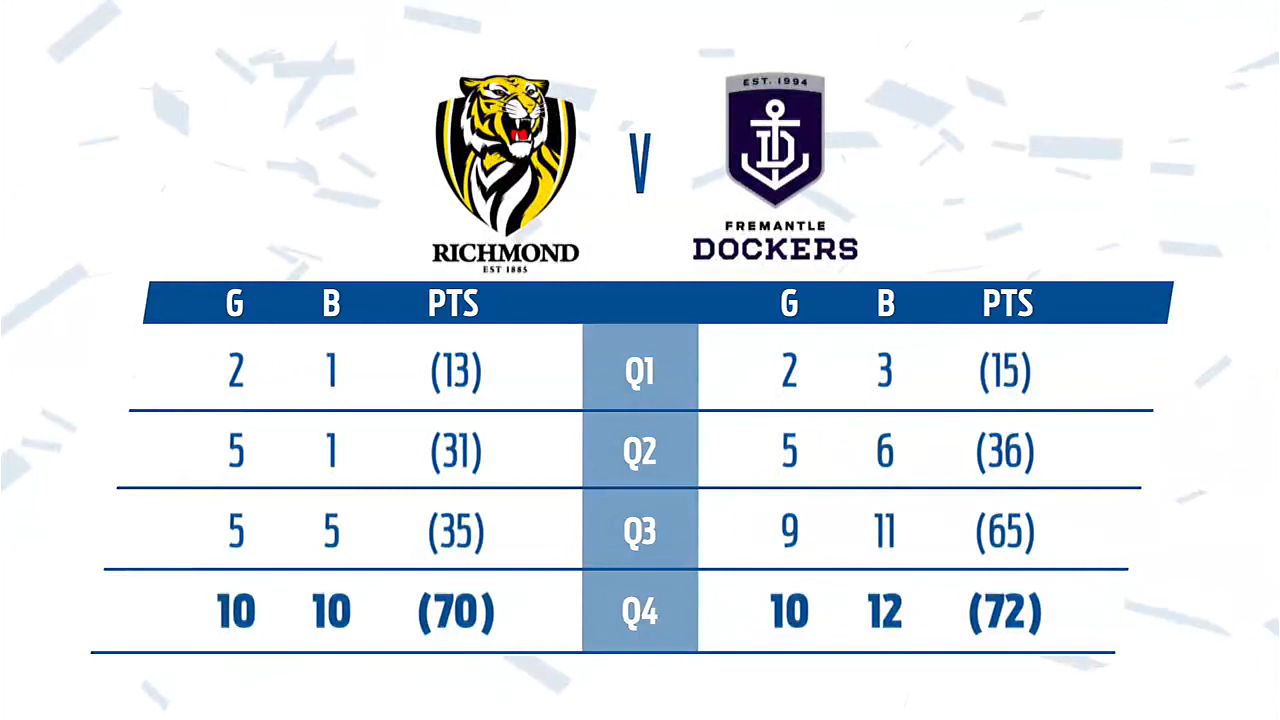 EST. 1994
V
FREMANTLE
RICHMOND DOCKERS
EST 1885
G B PTS G B PTS
2 1 (13) Q1 2 3 (15)
5 1 (31) Q2 5 6 (36)
5 5 (35) Q3 9 11 (65)
10 10 (70) Q4 10 12 (72)